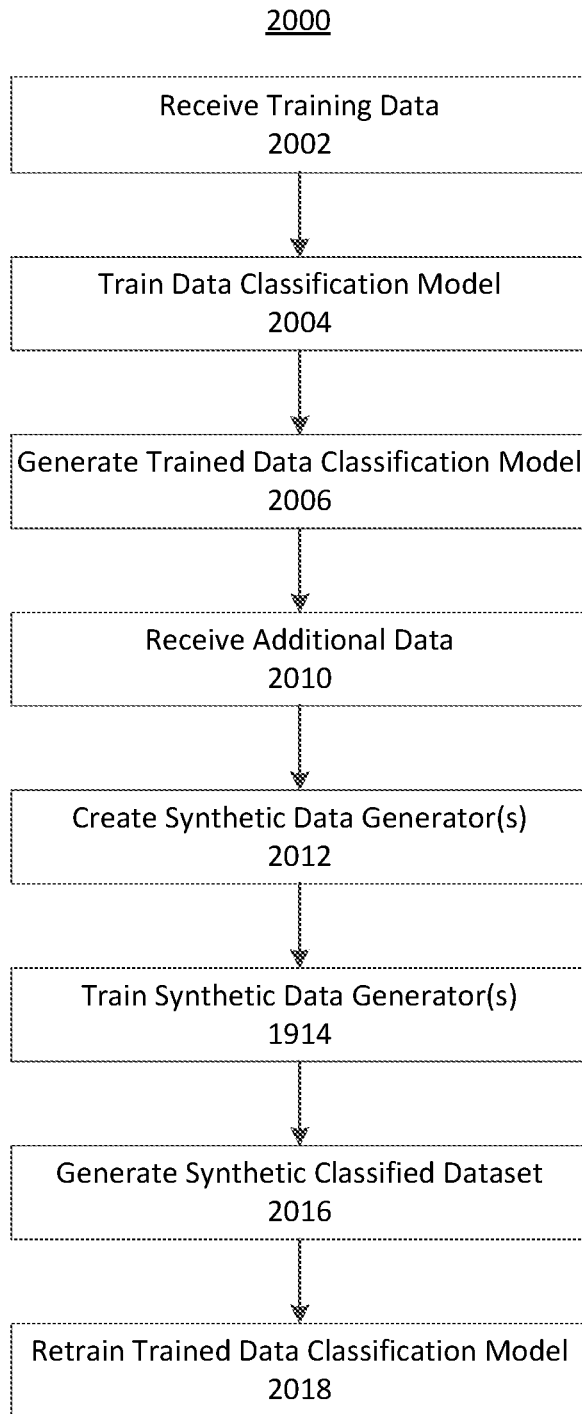 2000
Receive Training Data
2002
Train Data Classification Model
2004
Generate Trained Data Classification Model
2006
Receive Additional Data
2010
Create Synthetic Data Generator(s)
2012
Train Synthetic Data Generator(s)
1914
Generate Synthetic Classified Dataset
2016
Retrain Trained Data Classification Model
2018